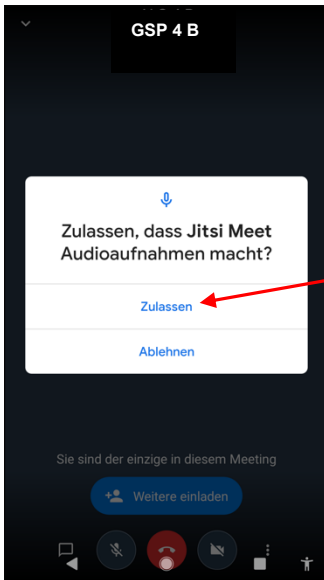 GSP 4 B
Zulassen, dass Jitsi Meet
Audioaufnahmen macht?
Zulassen
Ablehnen
Sie sind der einzige in diesem Meeting
Weitere einladen